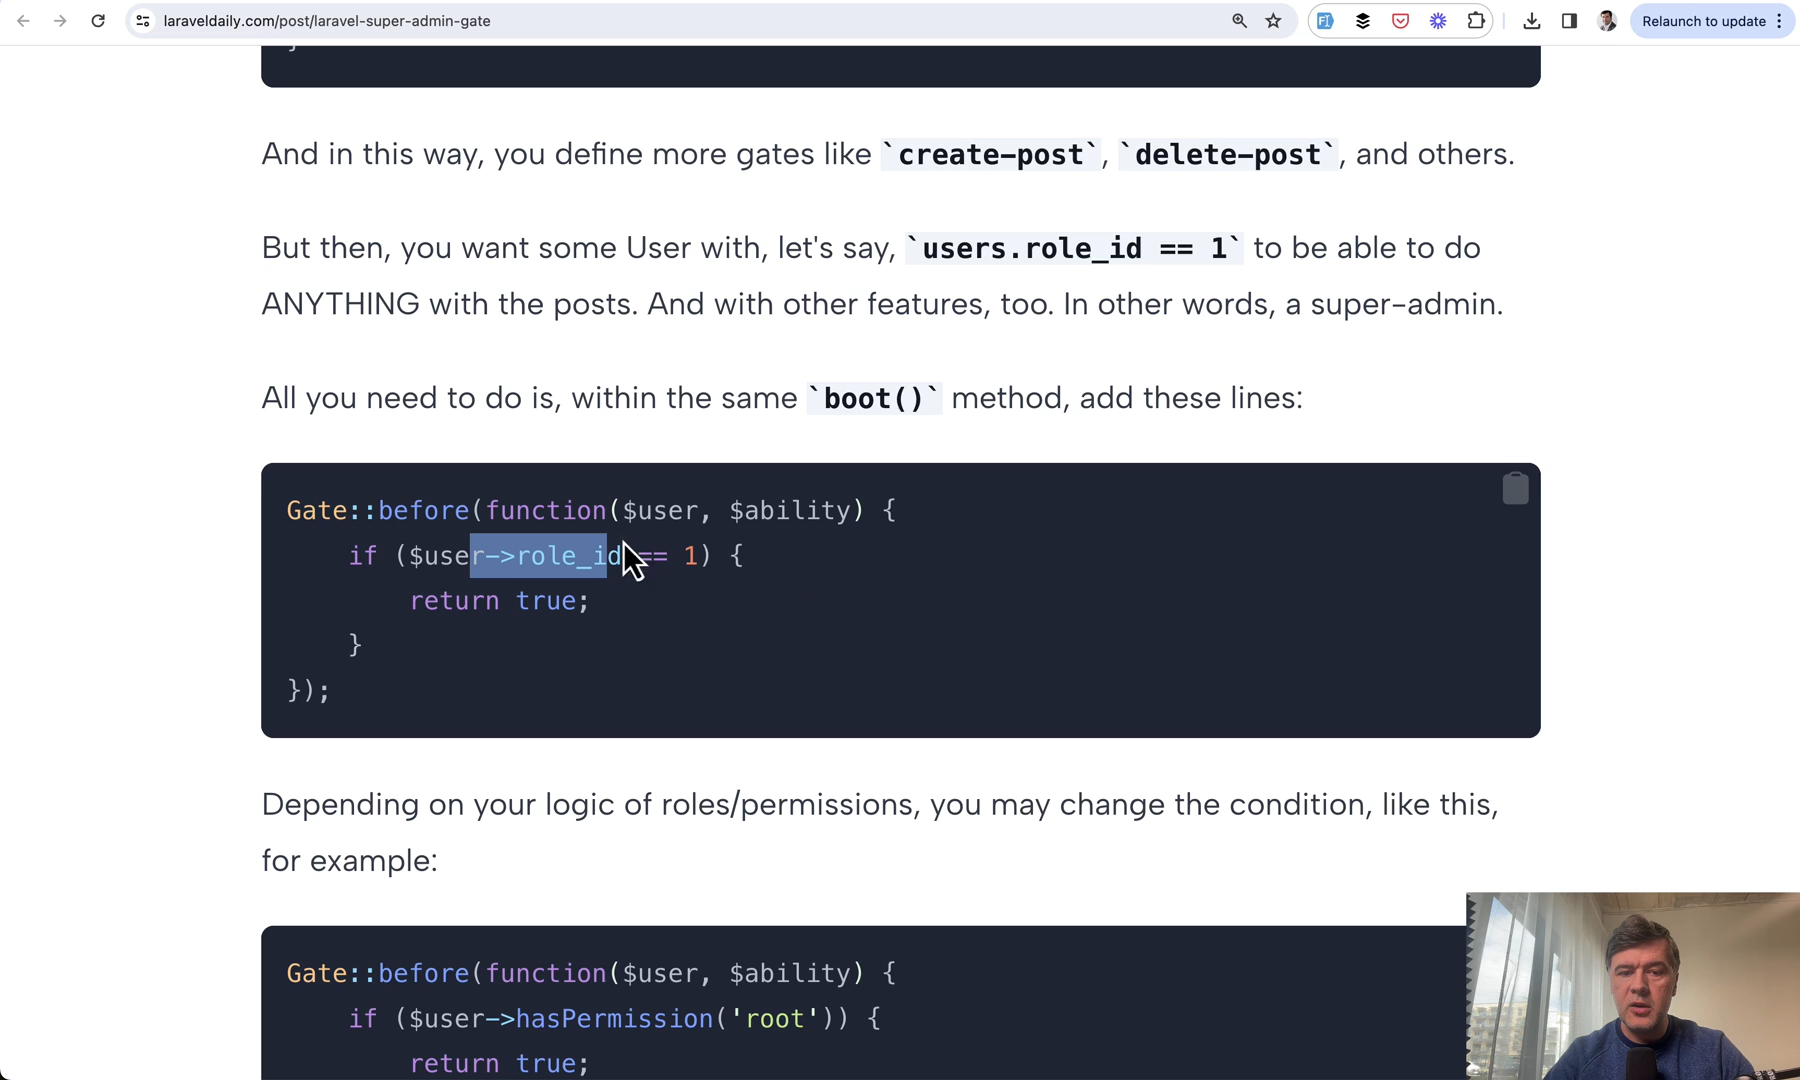 laraveldaily.com/post/laravel-super-admin-gate
Relaunch to update
And in this way, you define more gates like `create-post`, `delete-post`, and others.
But then, you want some User with, let's say, `users.role_id == 1` to be able to do
ANYTHING with the posts. And with other features, too. In other words, a super-admin.
All you need to do is, within the same `boot()` method, add these lines:
Gate::before(function($user, $ability) {
if ($user->role_id == 1) {
return true;
}
});
Depending on your logic of roles/permissions, you may change the condition, like this,
for example:
Gate::before(function($user, $ability) {
if ($user->hasPermission('root')) {
return true;